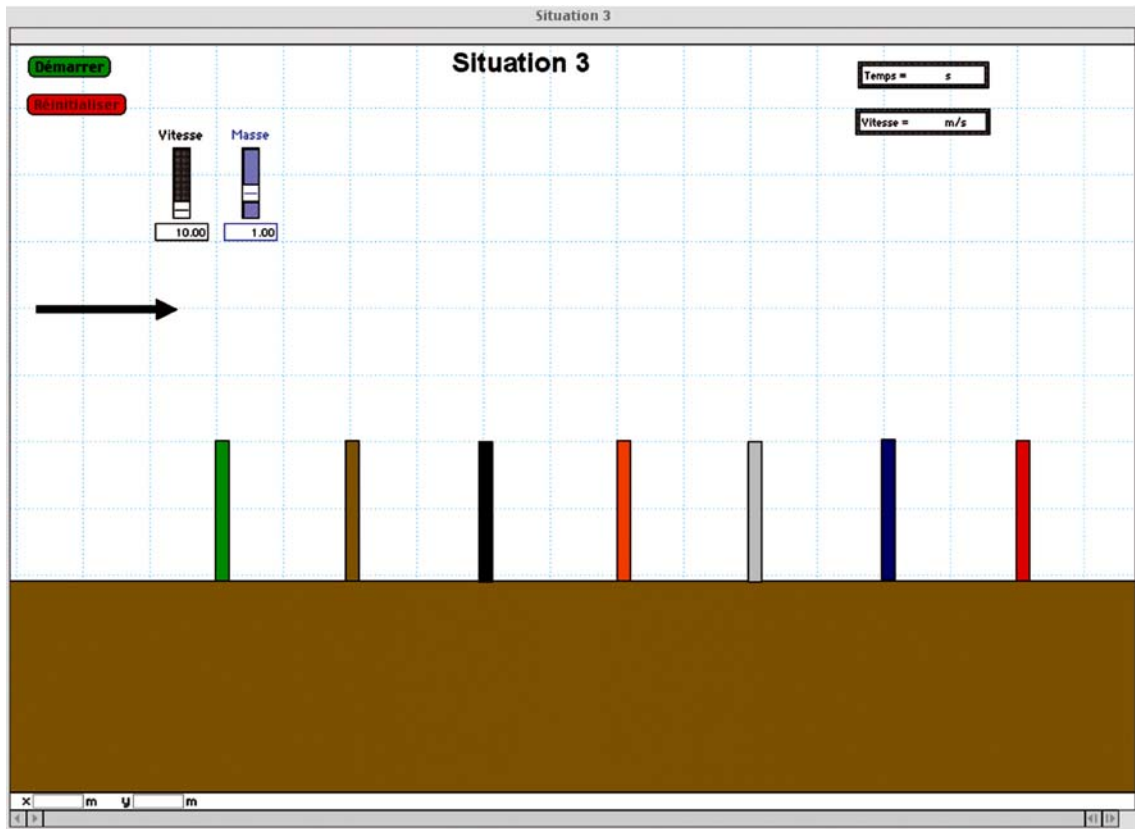 Situation 3
Situation 3
Démarrer
Réinitialiser
Temps = s
Vitesse = m/s
Vitesse Masse
10.00 1.00
x m y m